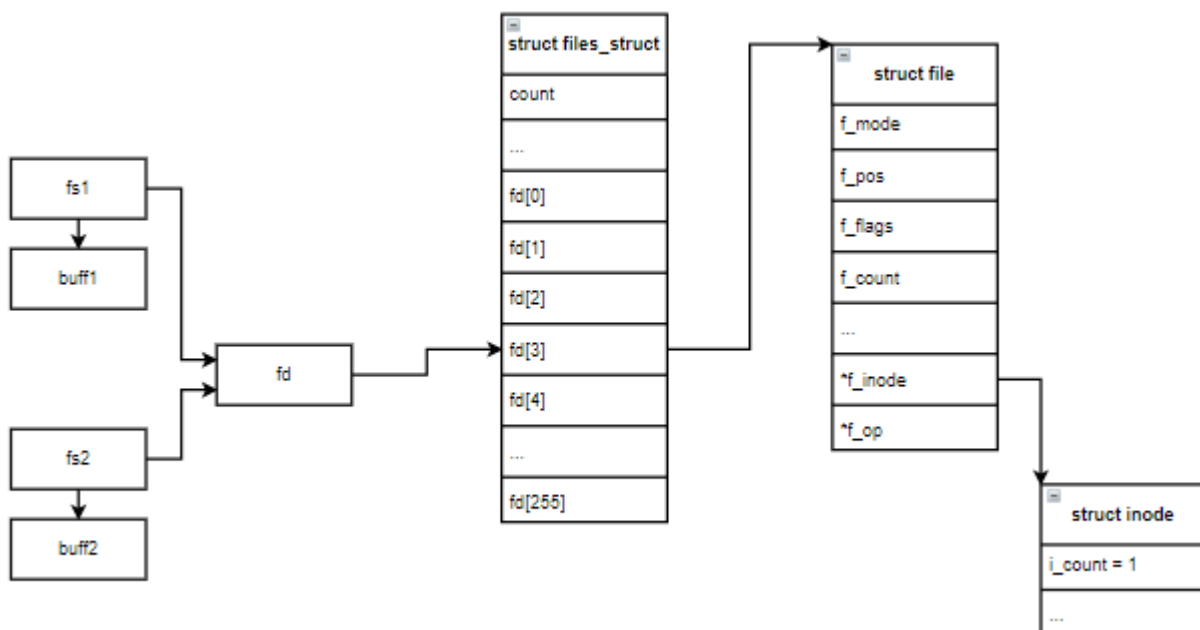 fs1
buff1
fs2
buff2
fd
struct files_struct
count
...
fd[0]
fd[1]
fd[2]
fd[3]
fd[4]
...
fd[255]
struct file
f_mode
f_pos
f_flags
f_count
...
*f_inode
*f_op
struct inode
i_count = 1
...